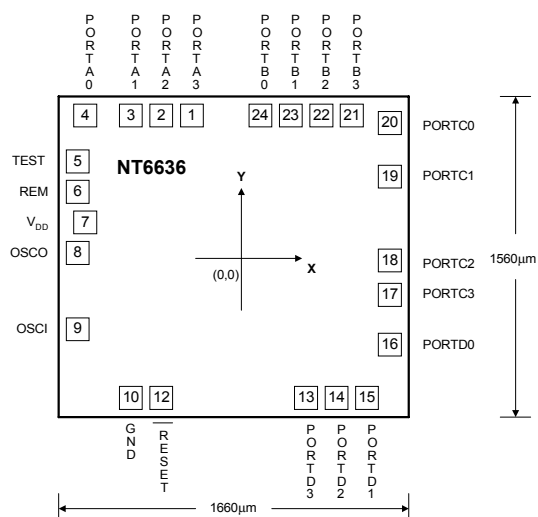 PORTA0
PORTA1
PORTA2
PORTA3
PORTB0
PORTB1
PORTB2
PORTB3
4
3
2
1
24
23
22
21
20
PORTC0
TEST
5
NT6636
19
PORTC1
REM
6
Y
VDD
7
OSCO
8
(0,0)
X
18
PORTC2
1560μm
17
PORTC3
OSCI
9
16
PORTD0
10
12
13
14
15
GND
RESET
PORTD3
PORTD2
PORTD1
1660μm